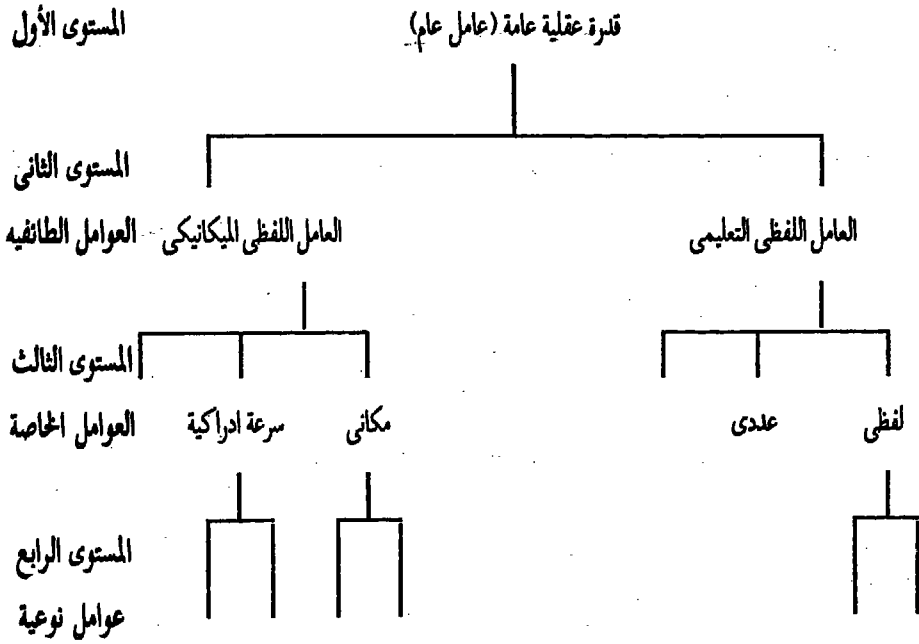 المستوى الأول
قدرة عقلية عامة (عامل عام)
المستوى الثانى
العوامل الطائفيه
العامل اللفظى الميكانيكى
العامل اللفظى التعليمى
المستوى الثالث
العوامل الخاصة
سرعة ادراكية
مكانى
عددى
لفظى
المستوى الرابع
عوامل نوعية